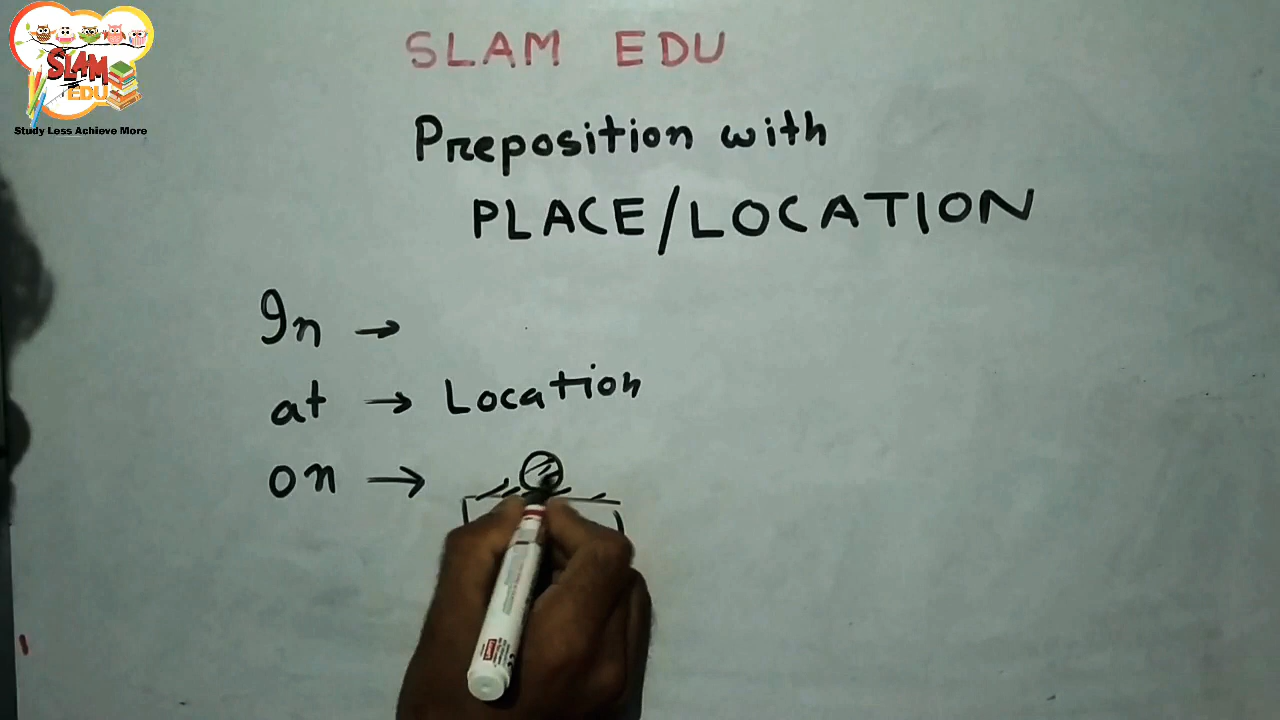 SLAM
EDU
Study Less Achieve More
SLAM EDU
Preposition with
PLACE/LOCATION
In →
at → Location
on →